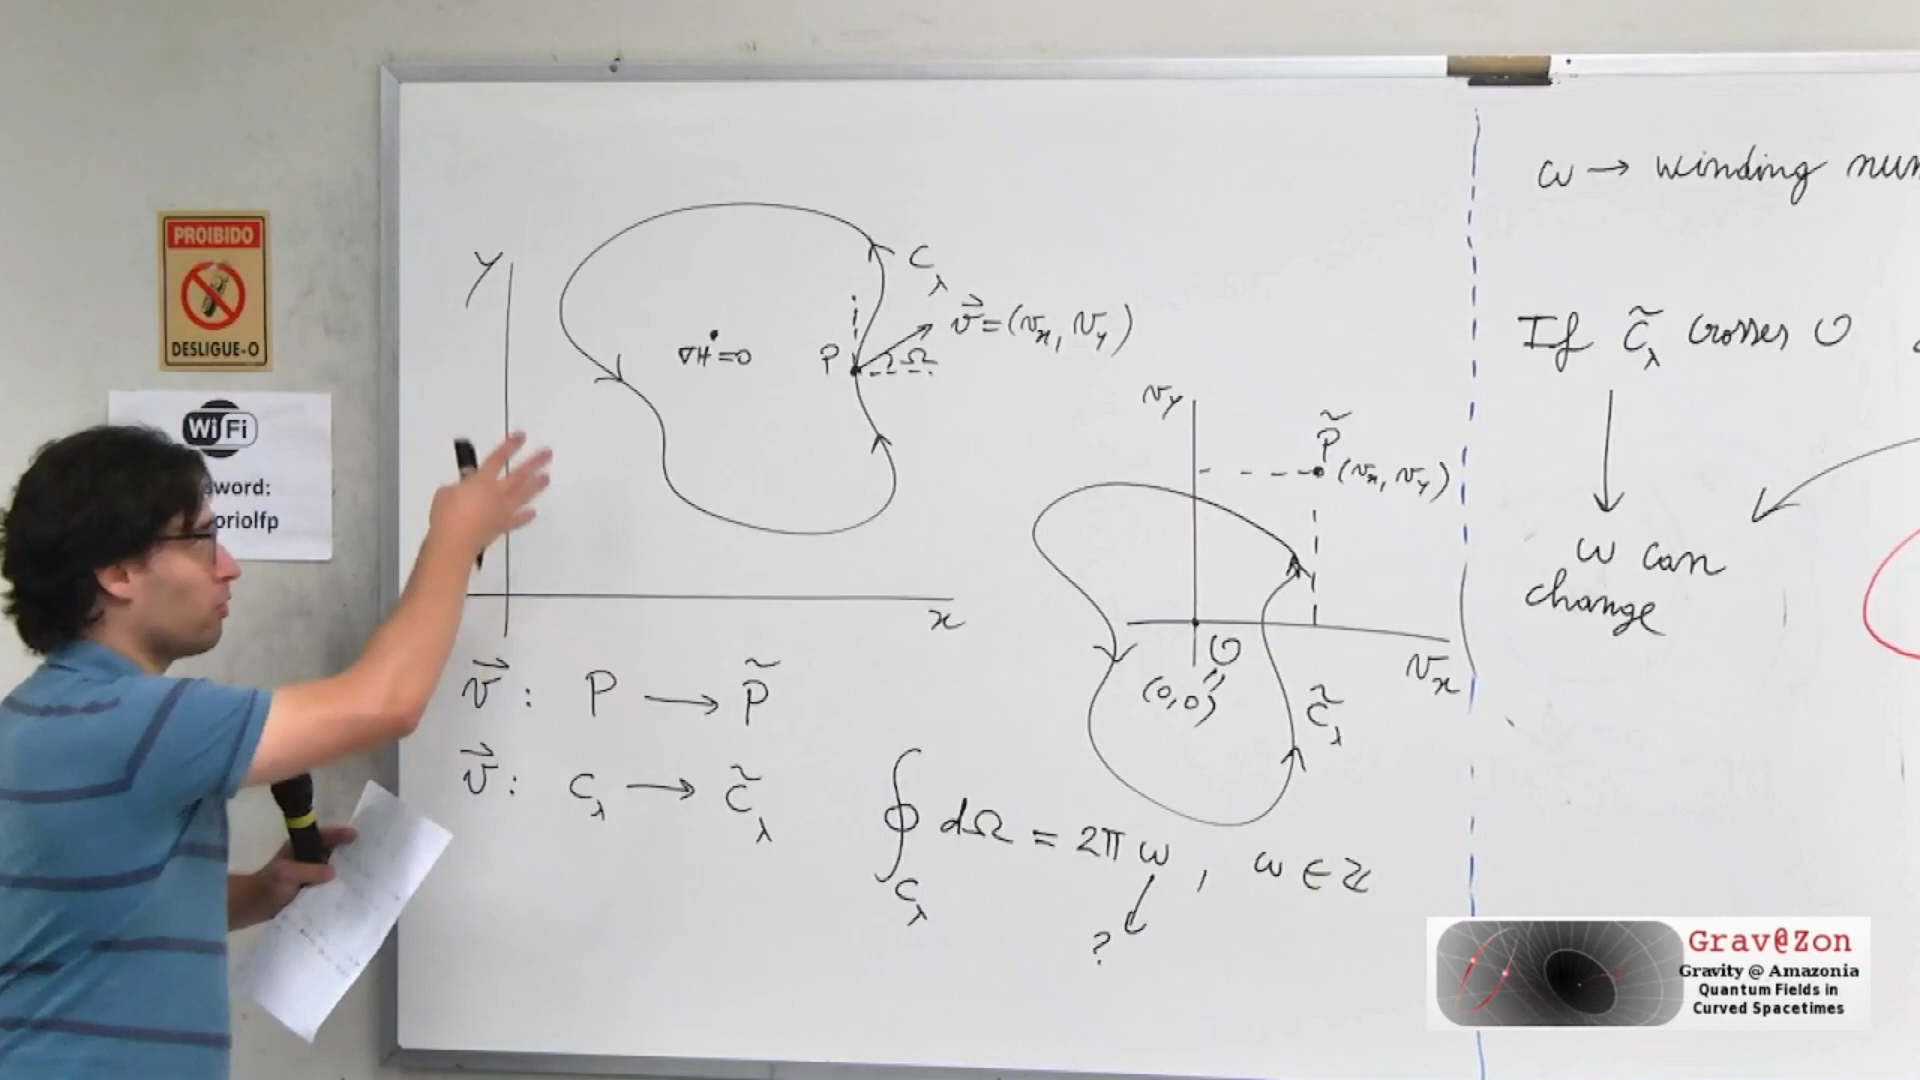 PROIBIDO
DESLIGUE-O
WiFi
sword:
oriolfp
y
C_λ
v⃗ = (v_x, v_y)
∇H=0
P
Ω
x
v_y
P̃
(v_x, v_y)
O
(0,0)
v_x
C̃_λ
v⃗ : P → P̃
v⃗ : C_λ → C̃_λ
∮_{C_λ} dΩ = 2π ω , ω ∈ ℤ
?
ω → winding num
If C̃_λ crosses O
ω can
change
Grav@Zon
Gravity @ Amazonia
Quantum Fields in
Curved Spacetimes